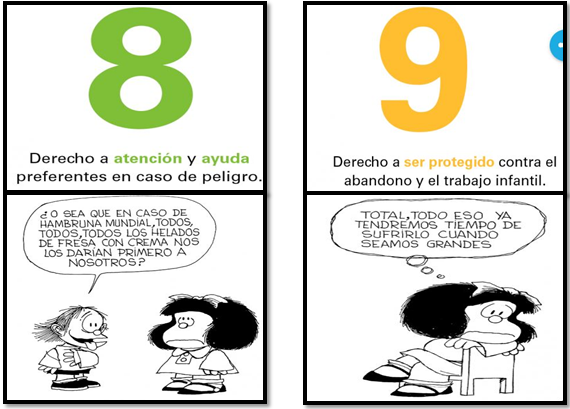 8
Derecho a atención y ayuda
preferentes en caso de peligro.
¿O SEA QUE EN CASO DE
HAMBRUNA MUNDIAL, TODOS,
TODOS, TODOS LOS HELADOS
DE FRESA CON CREMA NOS
LOS DARÍAN PRIMERO A
NOSOTROS?
9
Derecho a ser protegido contra el
abandono y el trabajo infantil.
TOTAL, TODO ESO YA
TENDREMOS TIEMPO DE
SUFRIRLO CUANDO
SEAMOS GRANDES